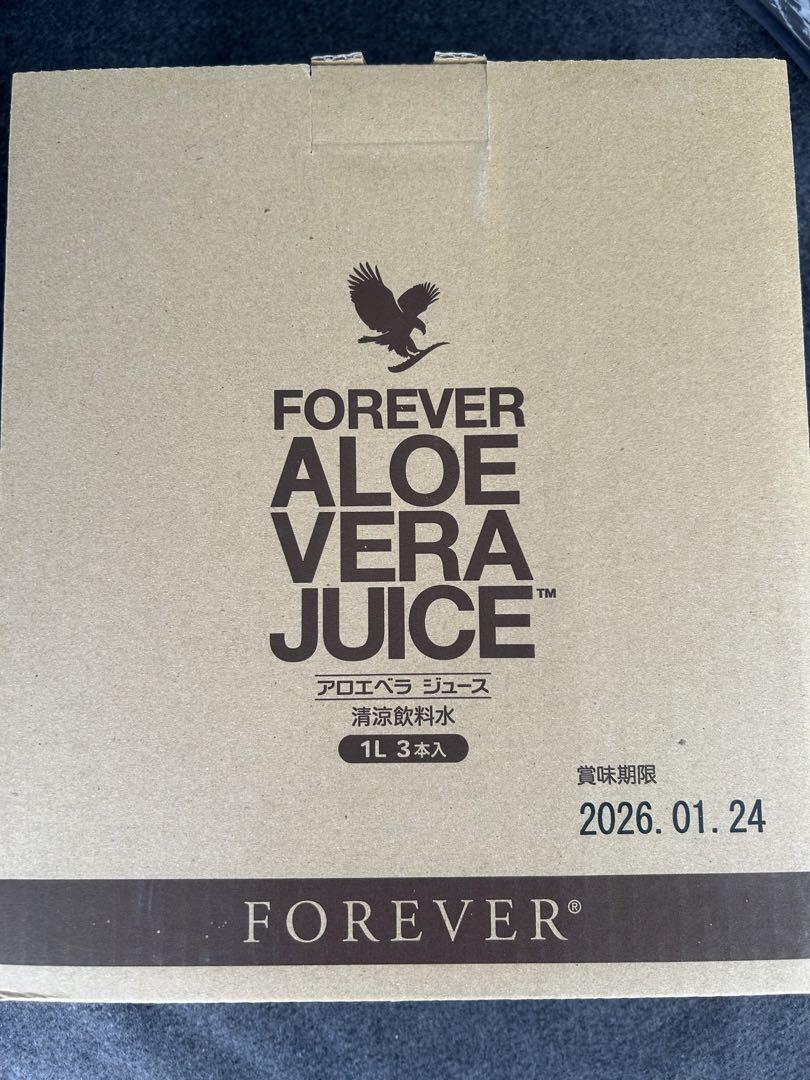 FOREVER
ALOE
VERA
JUICE™
アロエベラ ジュース
清涼飲料水
1L 3本入
賞味期限
2026.01.24
FOREVER®